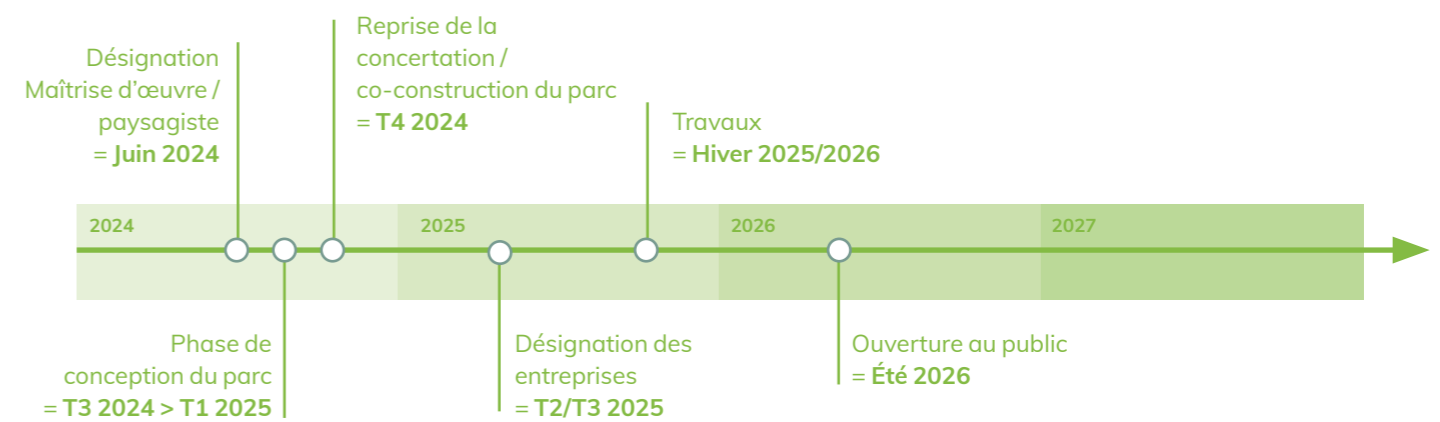 Désignation
Maîtrise d’œuvre /
paysagiste
= Juin 2024
Reprise de la
concertation /
co-construction du parc
= T4 2024
Travaux
= Hiver 2025/2026
2024
2025
2026
2027
Phase de
conception du parc
= T3 2024 > T1 2025
Désignation des
entreprises
= T2/T3 2025
Ouverture au public
= Été 2026